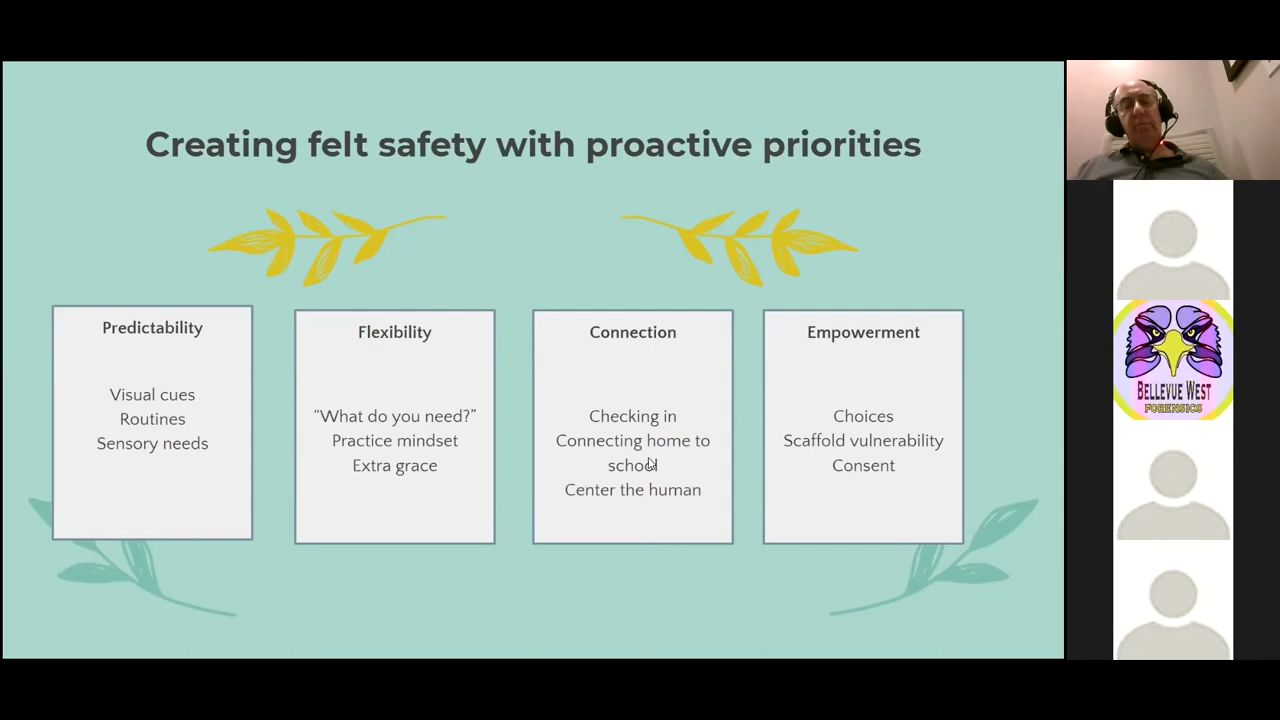 Creating felt safety with proactive priorities
Predictability
Visual cues
Routines
Sensory needs
Flexibility
“What do you need?”
Practice mindset
Extra grace
Connection
Checking in
Connecting home to
school
Center the human
Empowerment
Choices
Scaffold vulnerability
Consent
BELLEVUE WEST
FORENSICS